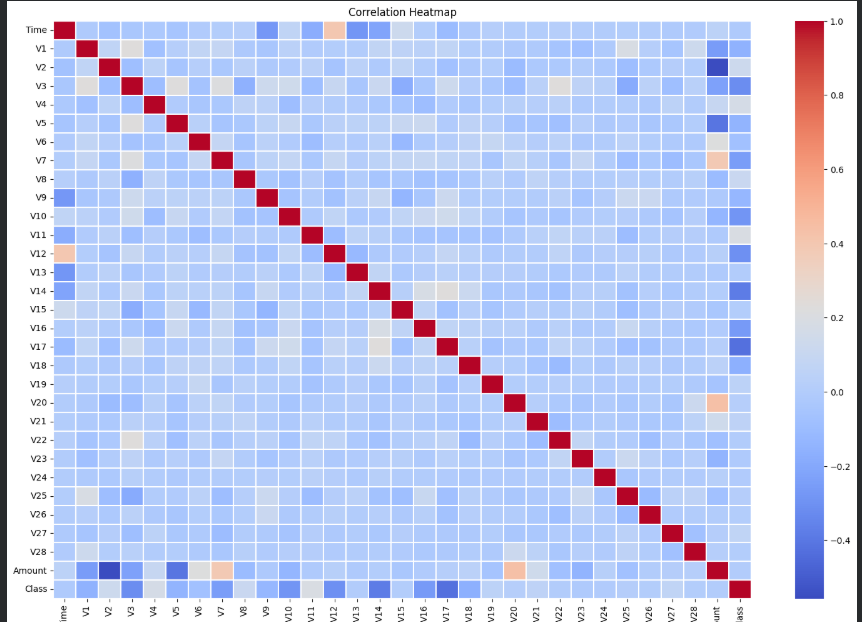 Correlation Heatmap
Time
V1
V2
V3
V4
V5
V6
V7
V8
V9
V10
V11
V12
V13
V14
V15
V16
V17
V18
V19
V20
V21
V22
V23
V24
V25
V26
V27
V28
Amount
Class
ime
V1
V2
V3
V4
V5
V6
V7
V8
V9
V10
V11
V12
V13
V14
V15
V16
V17
V18
V19
V20
V21
V22
V23
V24
V25
V26
V27
V28
unt
lass
1.0
0.8
0.6
0.4
0.2
0.0
−0.2
−0.4